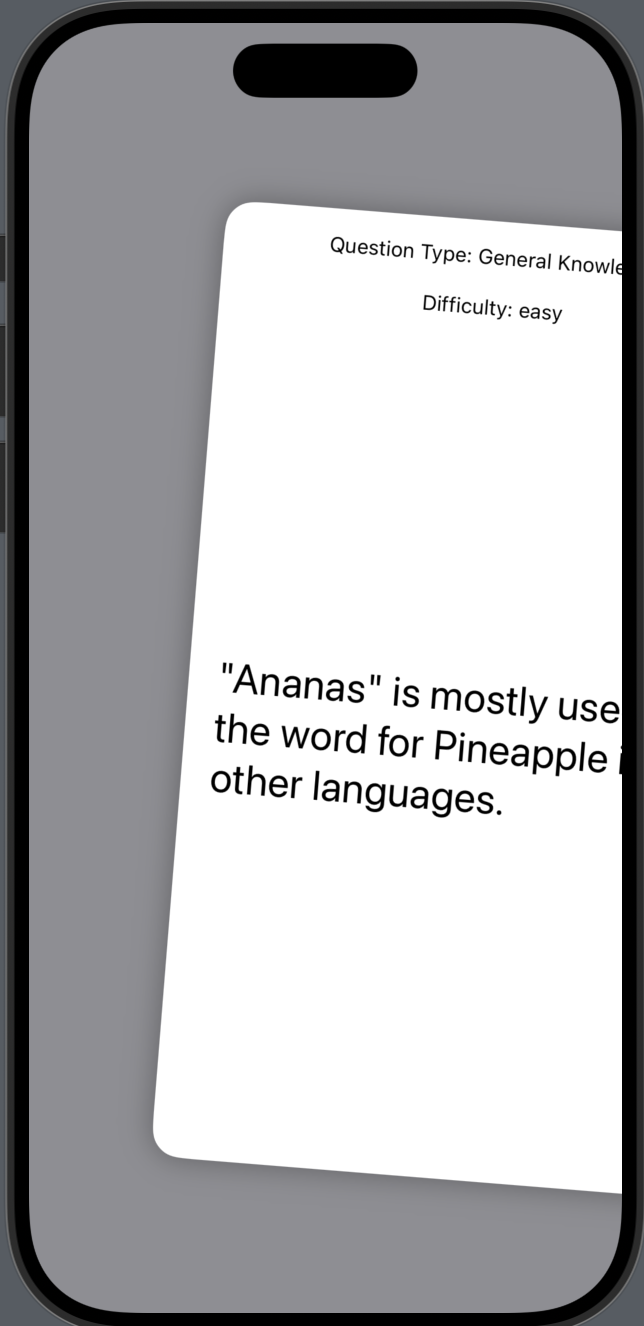 Question Type: General Knowle
Difficulty: easy
"Ananas" is mostly use
the word for Pineapple i
other languages.